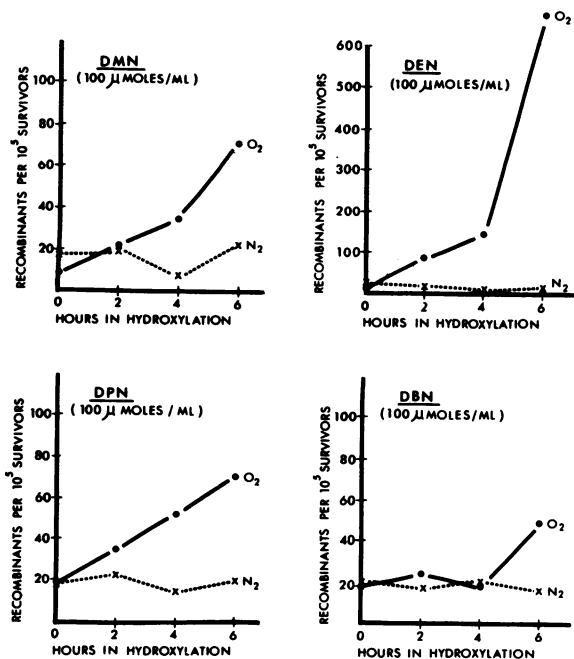 DMN
(100 µMOLES/ML)
RECOMBINANTS PER 10⁵ SURVIVORS
100
80
60
40
20
O₂
N₂
0 2 4 6
HOURS IN HYDROXYLATION
DEN
(100 µMOLES/ML)
RECOMBINANTS PER 10⁵ SURVIVORS
600
500
400
300
200
100
O₂
N₂
0 2 4 6
HOURS IN HYDROXYLATION
DPN
(100 µ MOLES / ML)
RECOMBINANTS PER 10⁵ SURVIVORS
100
80
60
40
20
O₂
N₂
0 2 4 6
HOURS IN HYDROXYLATION
DBN
(100 µMOLES/ML)
RECOMBINANTS PER 10⁵ SURVIVORS
100
80
60
40
20
O₂
N₂
0 2 4 6
HOURS IN HYDROXYLATION